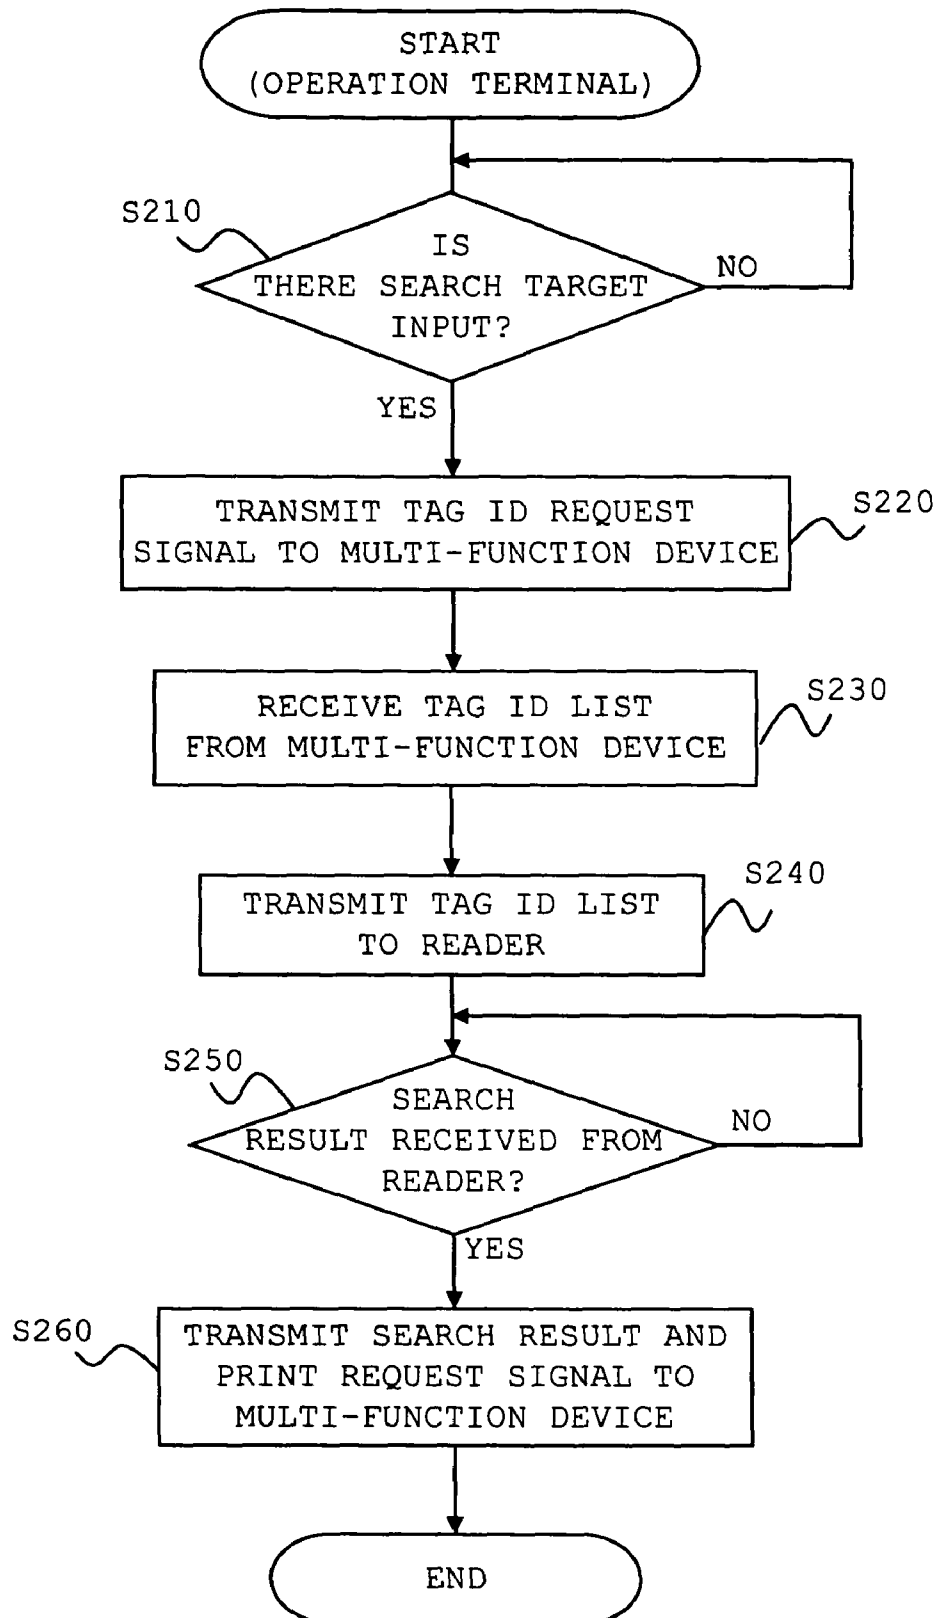 START
(OPERATION TERMINAL)
S210
IS
THERE SEARCH TARGET
INPUT?
NO
YES
TRANSMIT TAG ID REQUEST
SIGNAL TO MULTI-FUNCTION DEVICE
S220
RECEIVE TAG ID LIST
FROM MULTI-FUNCTION DEVICE
S230
TRANSMIT TAG ID LIST
TO READER
S240
S250
SEARCH
RESULT RECEIVED FROM
READER?
NO
YES
S260
TRANSMIT SEARCH RESULT AND
PRINT REQUEST SIGNAL TO
MULTI-FUNCTION DEVICE
END